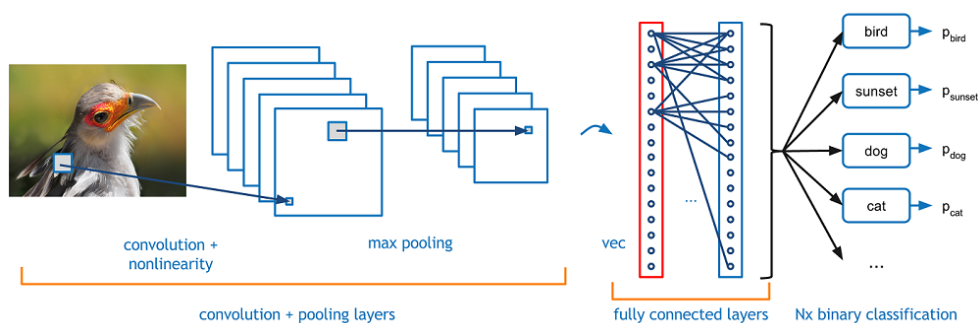 bird
p_bird
sunset
p_sunset
dog
p_dog
cat
p_cat
...
...
convolution +
nonlinearity
max pooling
vec
convolution + pooling layers
fully connected layers
Nx binary classification